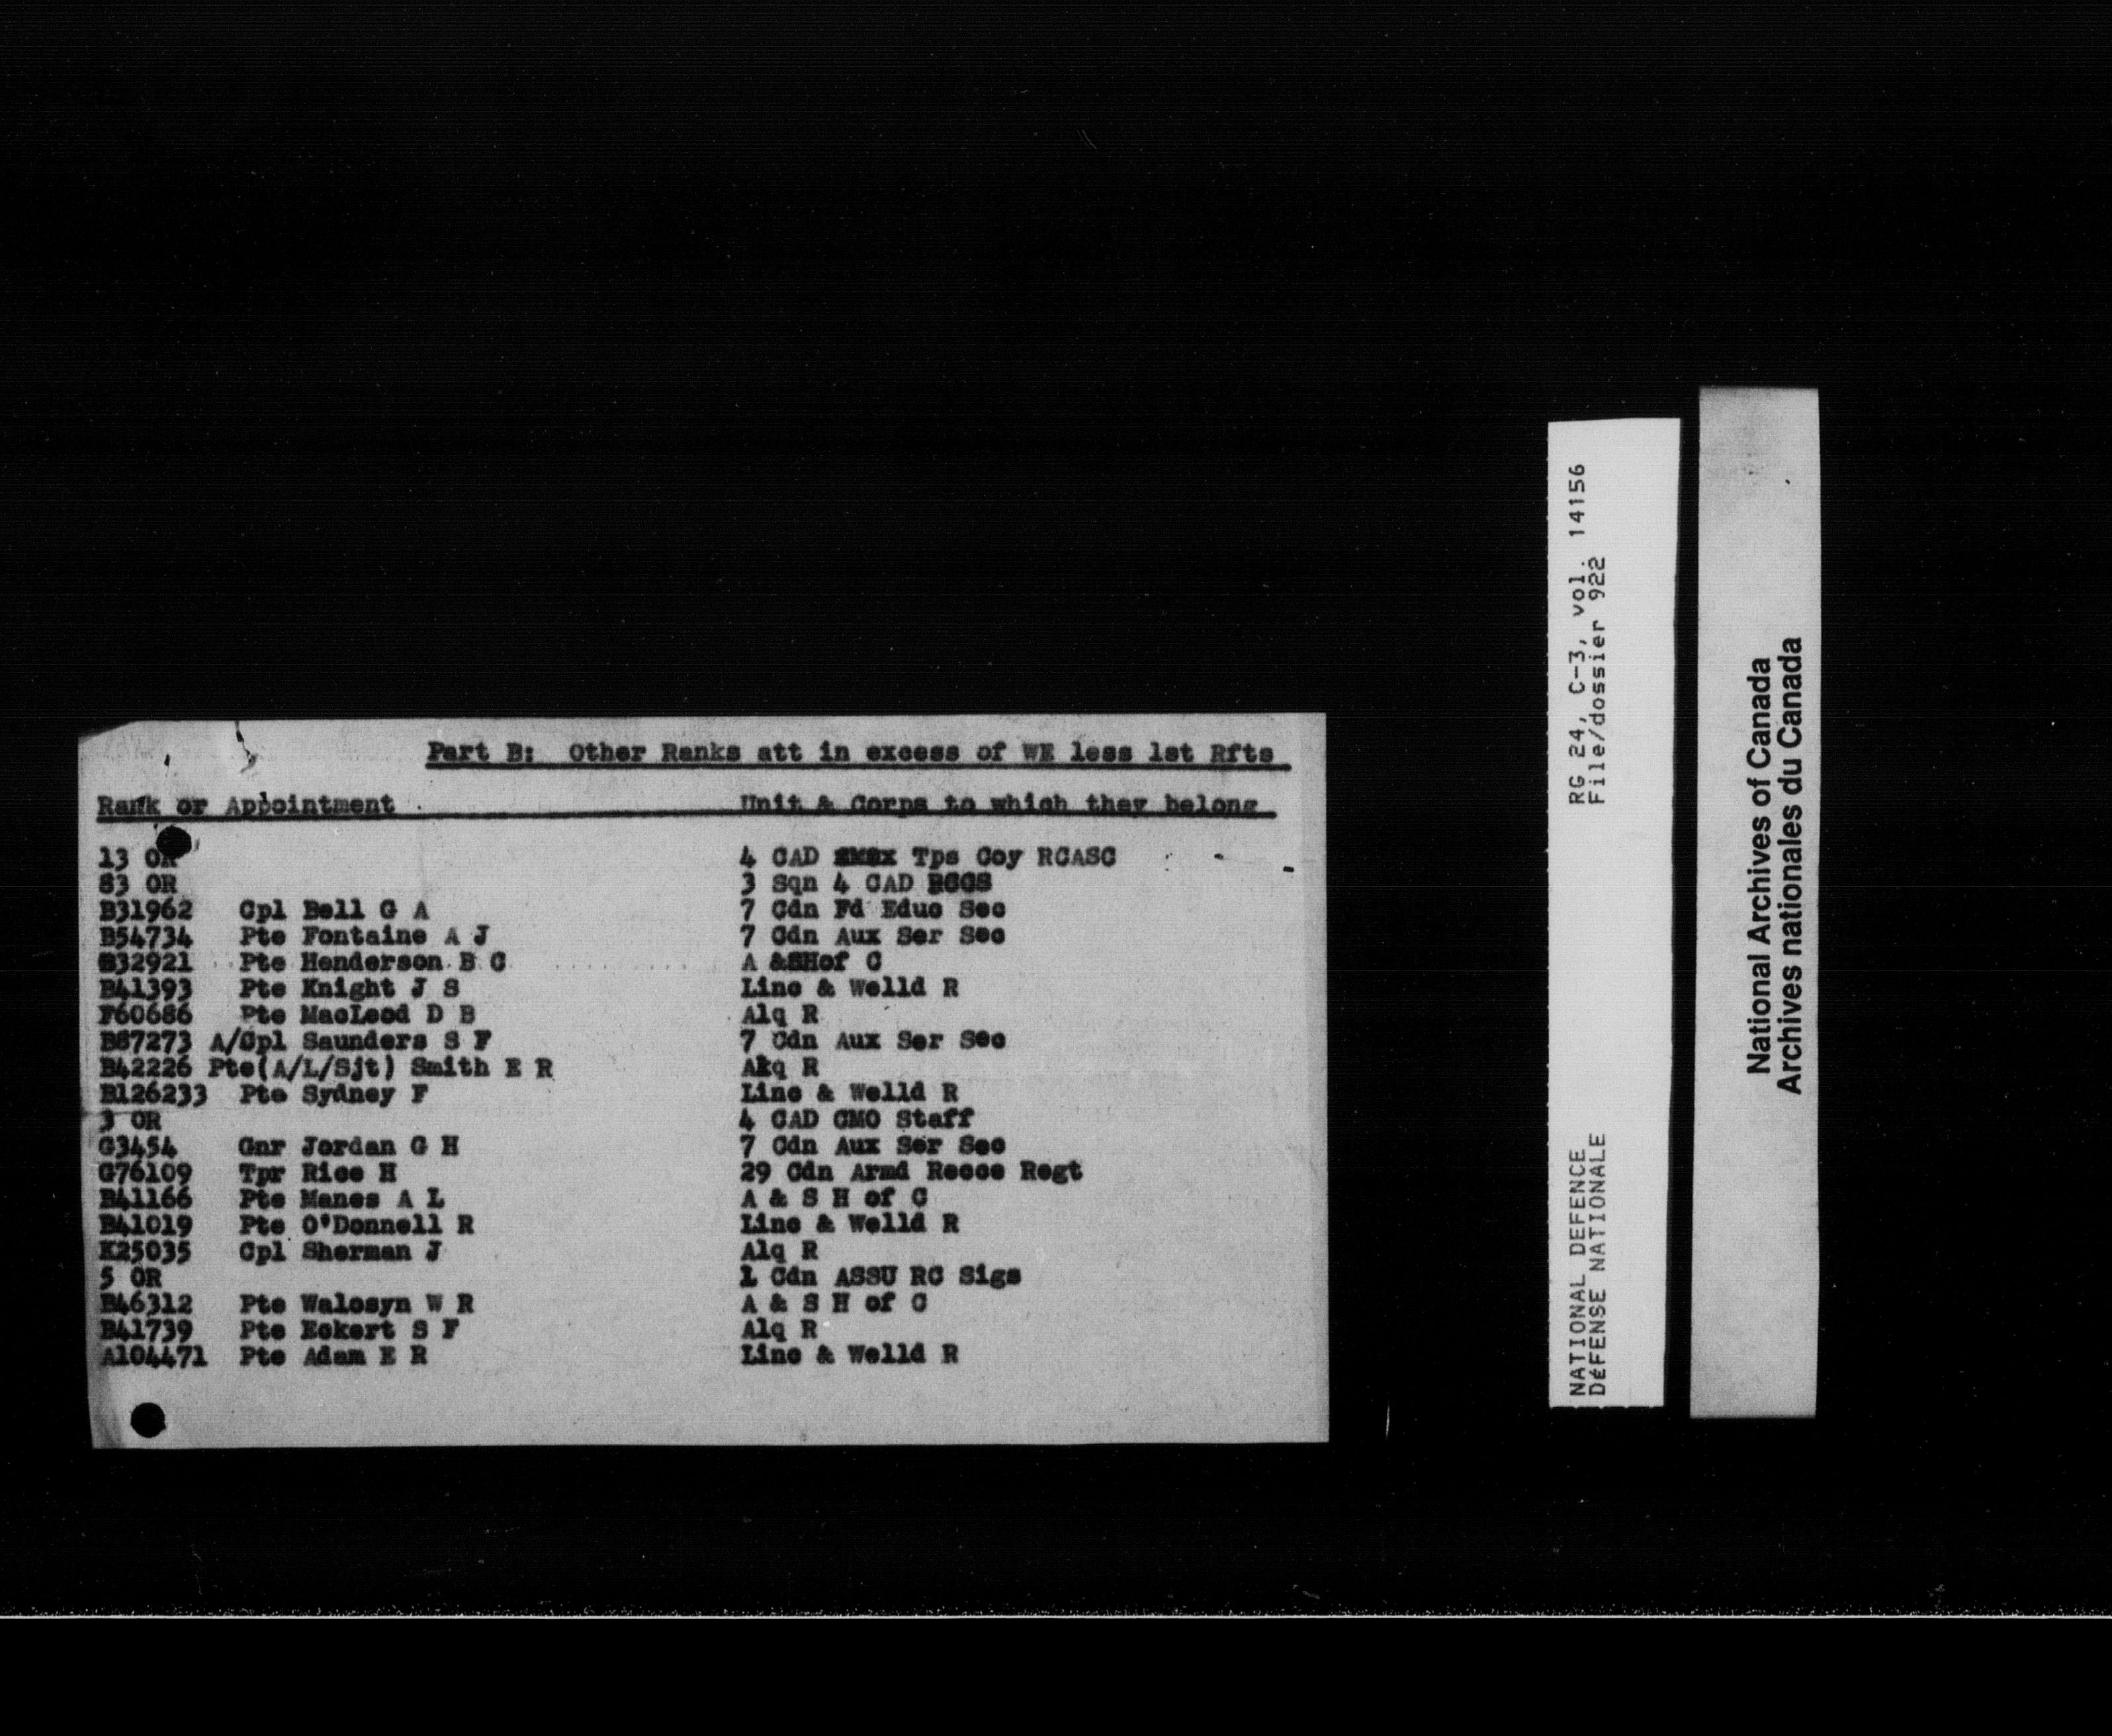 Part B: Other Ranks att in excess of WE less 1st Rfts
Rank or Appointment Unit & Corps to which they belong
13 OR 4 CAD Tps Coy RCASC
83 OR 3 Sqn 4 CAD RCCS
B31962 Cpl Bell G A 7 Cdn Fd Educ Sec
B54734 Pte Fontaine A J 7 Cdn Aux Ser Sec
B32921 Pte Henderson B C A &SHof C
B41393 Pte Knight J S Linc & Welld R
F60686 Pte MacLeod D B Alq R
B87273 A/Cpl Saunders S F 7 Cdn Aux Ser Sec
B42226 Pte(A/L/Sjt) Smith E R Alq R
B126233 Pte Sydney F Linc & Welld R
3 OR 4 CAD CMO Staff
G3454 Gnr Jordan G H 7 Cdn Aux Ser Sec
G76109 Tpr Rice H 29 Cdn Armd Recce Regt
B41166 Pte Manes A L A & S H of C
B41019 Pte O'Donnell R Linc & Welld R
K25035 Cpl Sherman J Alq R
5 OR 1 Cdn ASSU RC Sigs
B46312 Pte Walosyn W R A & S H of C
B41739 Pte Eckert S F Alq R
A104471 Pte Adam E R Linc & Welld R
NATIONAL DEFENCE RG 24, C-3, vol. 14156
DéFENSE NATIONALE File/dossier 922
National Archives of Canada
Archives nationales du Canada